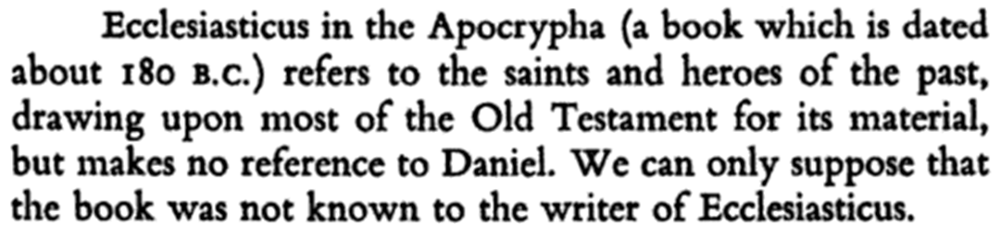 Ecclesiasticus in the Apocrypha (a book which is dated
about 180 B.C.) refers to the saints and heroes of the past,
drawing upon most of the Old Testament for its material,
but makes no reference to Daniel. We can only suppose that
the book was not known to the writer of Ecclesiasticus.